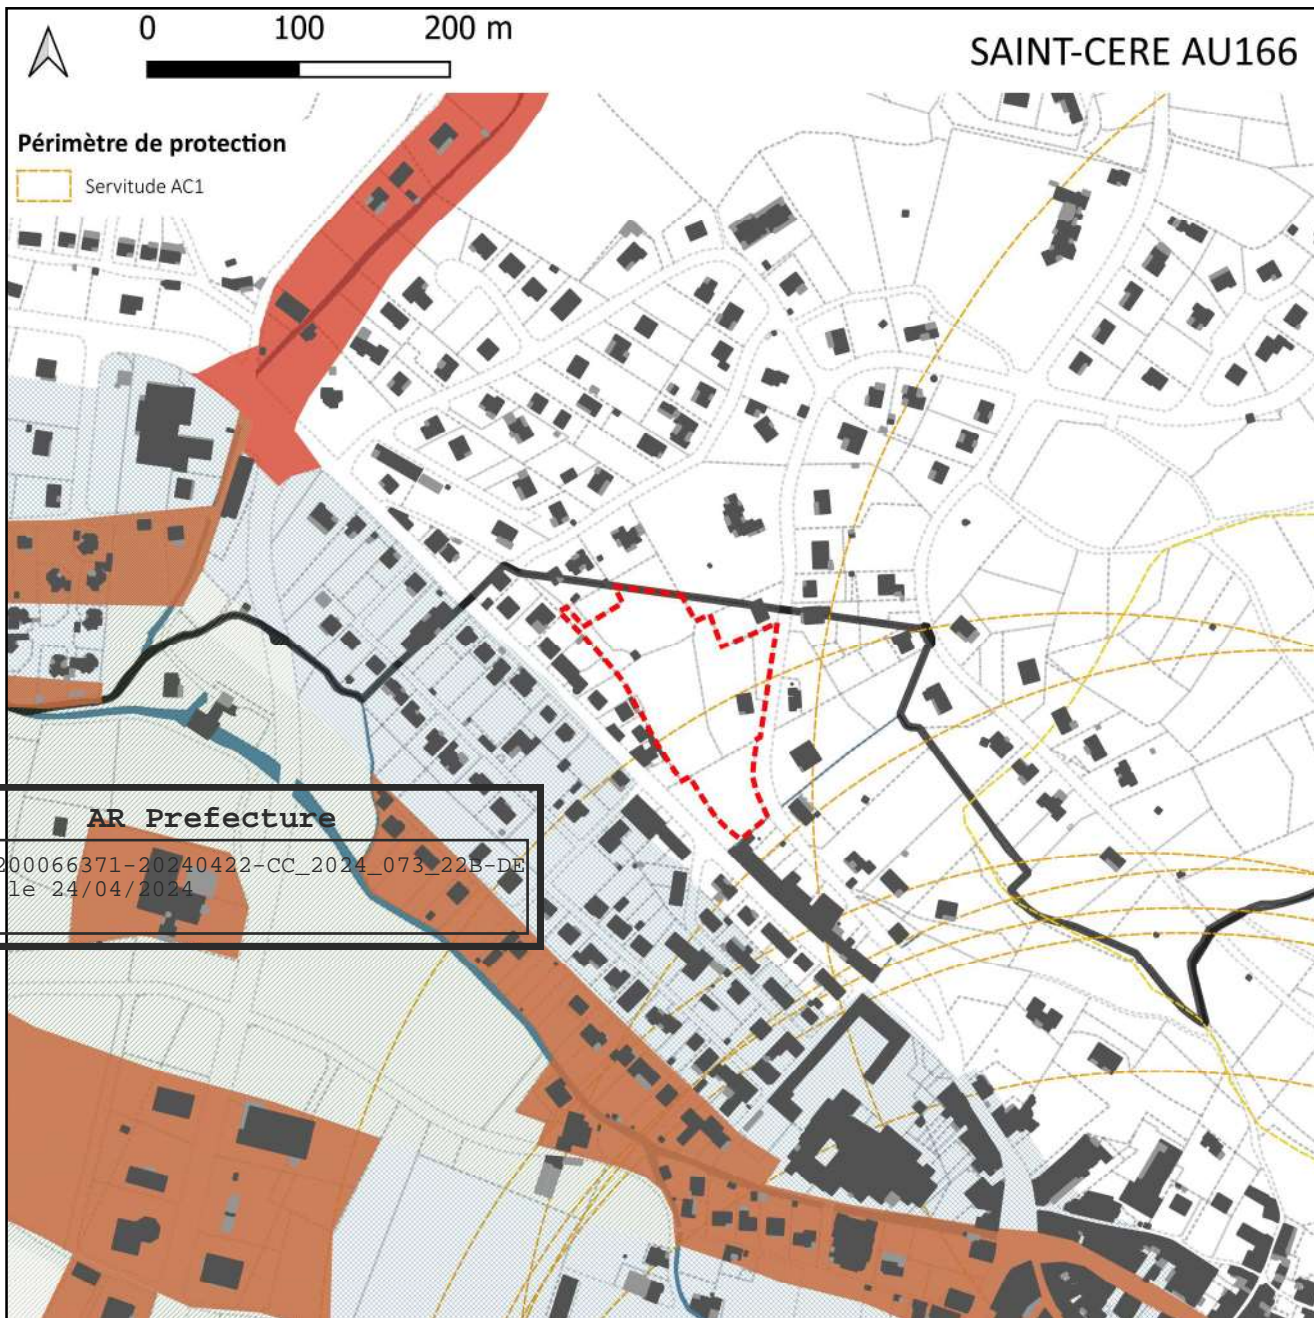 0 100 200 m
SAINT-CERE AU166
Périmètre de protection
Servitude AC1
AR Prefecture
200066371-20240422-CC_2024_073_22B-DE
le 24/04/2024